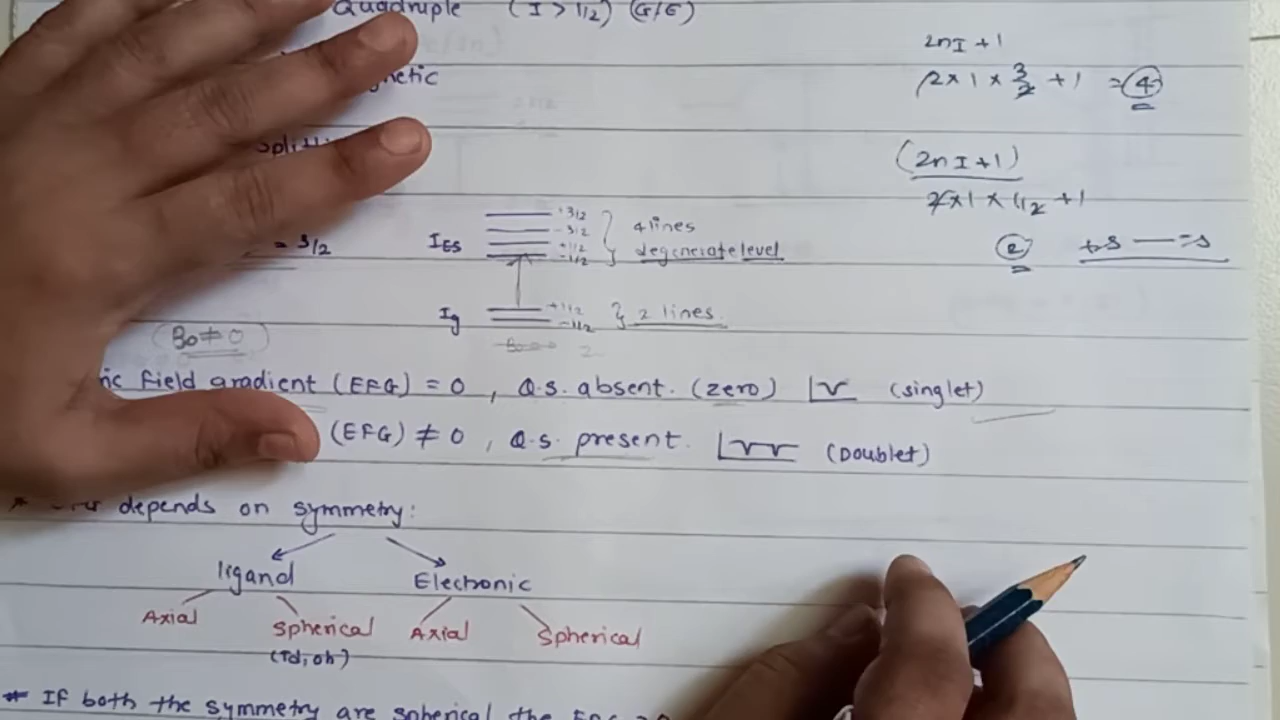 Quadruple (I > 1/2) (G/E)
2nI + 1
netic
2 × 1 × 3/2 + 1 = 4
(2nI+1)
2×1 × 1/2 + 1
2
+s — =s
= 3/2
IES
+3/2
-3/2
+1/2
-1/2
4 lines
degenerate level
Ig
+1/2
-1/2
2 lines.
B0 ≠ 0
ic field gradient (EFG) = 0 , Q.S. absent. (zero) (singlet)
(EFG) ≠ 0 , Q.S. present. (Doublet)
depends on symmetry:
ligand Electronic
Axial Spherical Axial Spherical
(Td, oh)
* If both the symmetry are spherical the